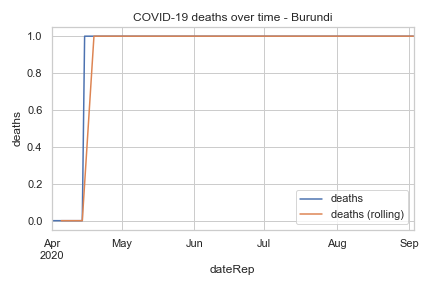 COVID-19 deaths over time - Burundi
deaths
1.0
0.8
0.6
0.4
0.2
0.0
deaths
deaths (rolling)
Apr May Jun Jul Aug Sep
2020
dateRep